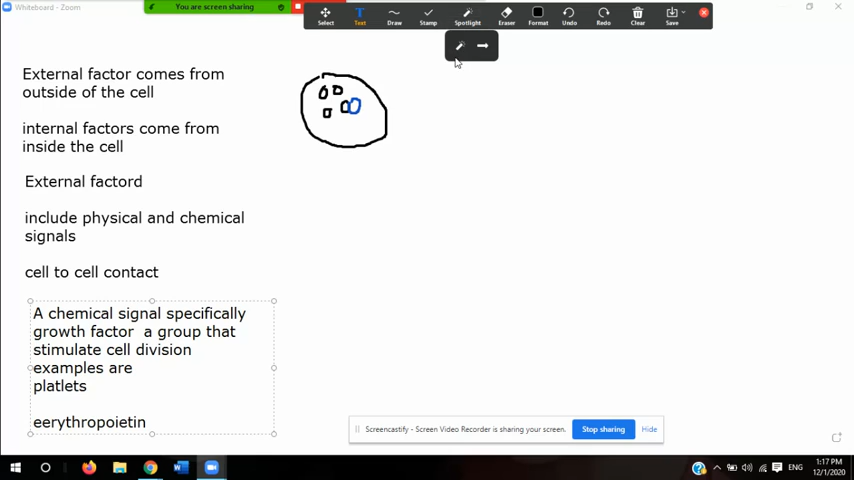 Whiteboard - Zoom
You are screen sharing
Select
Text
Draw
Stamp
Spotlight
Eraser
Format
Undo
Redo
Clear
Save
External factor comes from
outside of the cell
internal factors come from
inside the cell
External factord
include physical and chemical
signals
cell to cell contact
A chemical signal specifically
growth factor  a group that
stimulate cell division
examples are
platlets
eerythropoietin
Screencastify - Screen Video Recorder is sharing your screen.
Stop sharing
Hide
ENG
1:17 PM
12/1/2020